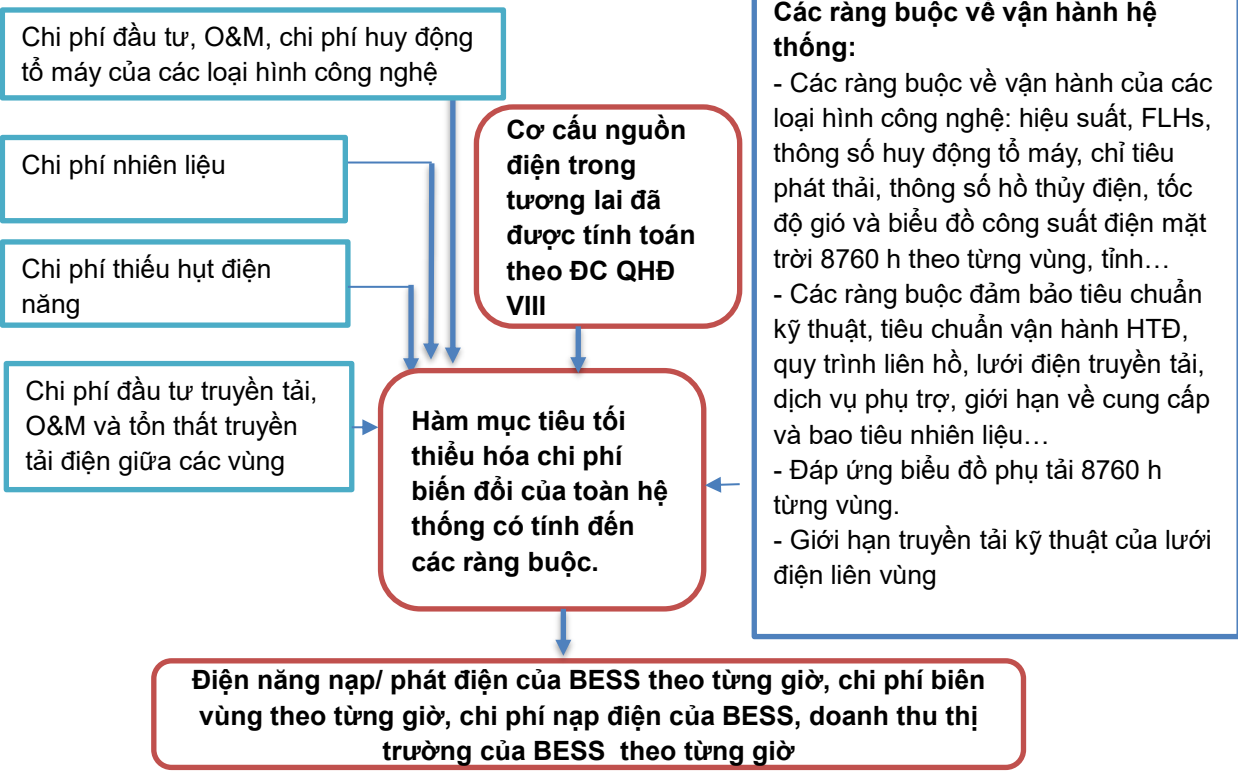 Chi phí đầu tư, O&M, chi phí huy động
tổ máy của các loại hình công nghệ
Chi phí nhiên liệu
Chi phí thiếu hụt điện
năng
Chi phí đầu tư truyền tải,
O&M và tổn thất truyền
tải điện giữa các vùng
Cơ cấu nguồn
điện trong
tương lai đã
được tính toán
theo ĐC QHĐ
VIII
Hàm mục tiêu tối
thiểu hóa chi phí
biến đổi của toàn hệ
thống có tính đến
các ràng buộc.
Các ràng buộc về vận hành hệ
thống:
- Các ràng buộc về vận hành của các
loại hình công nghệ: hiệu suất, FLHs,
thông số huy động tổ máy, chỉ tiêu
phát thải, thông số hồ thủy điện, tốc
độ gió và biểu đồ công suất điện mặt
trời 8760 h theo từng vùng, tỉnh…
- Các ràng buộc đảm bảo tiêu chuẩn
kỹ thuật, tiêu chuẩn vận hành HTĐ,
quy trình liên hồ, lưới điện truyền tải,
dịch vụ phụ trợ, giới hạn về cung cấp
và bao tiêu nhiên liệu…
- Đáp ứng biểu đồ phụ tải 8760 h
từng vùng.
- Giới hạn truyền tải kỹ thuật của lưới
điện liên vùng
Điện năng nạp/ phát điện của BESS theo từng giờ, chi phí biên
vùng theo từng giờ, chi phí nạp điện của BESS, doanh thu thị
trường của BESS theo từng giờ